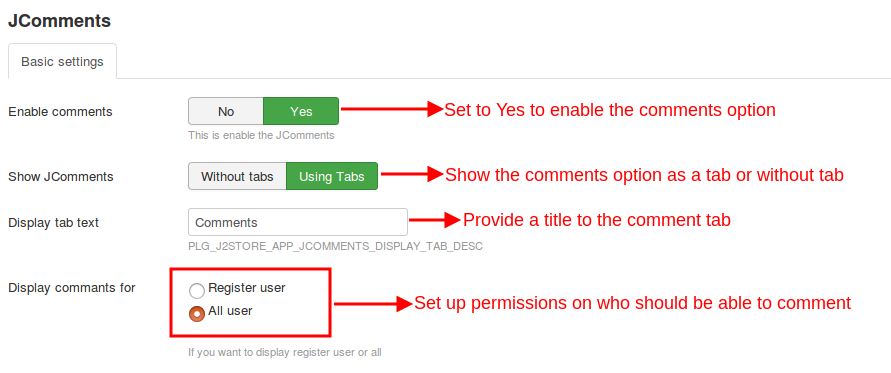 JComments
Basic settings
Enable comments No Yes Set to Yes to enable the comments option
This is enable the JComments
Show JComments Without tabs Using Tabs Show the comments option as a tab or without tab
Display tab text Comments Provide a title to the comment tab
PLG_J2STORE_APP_JCOMMENTS_DISPLAY_TAB_DESC
Display commants for Register user
All user Set up permissions on who should be able to comment
If you want to display register user or all